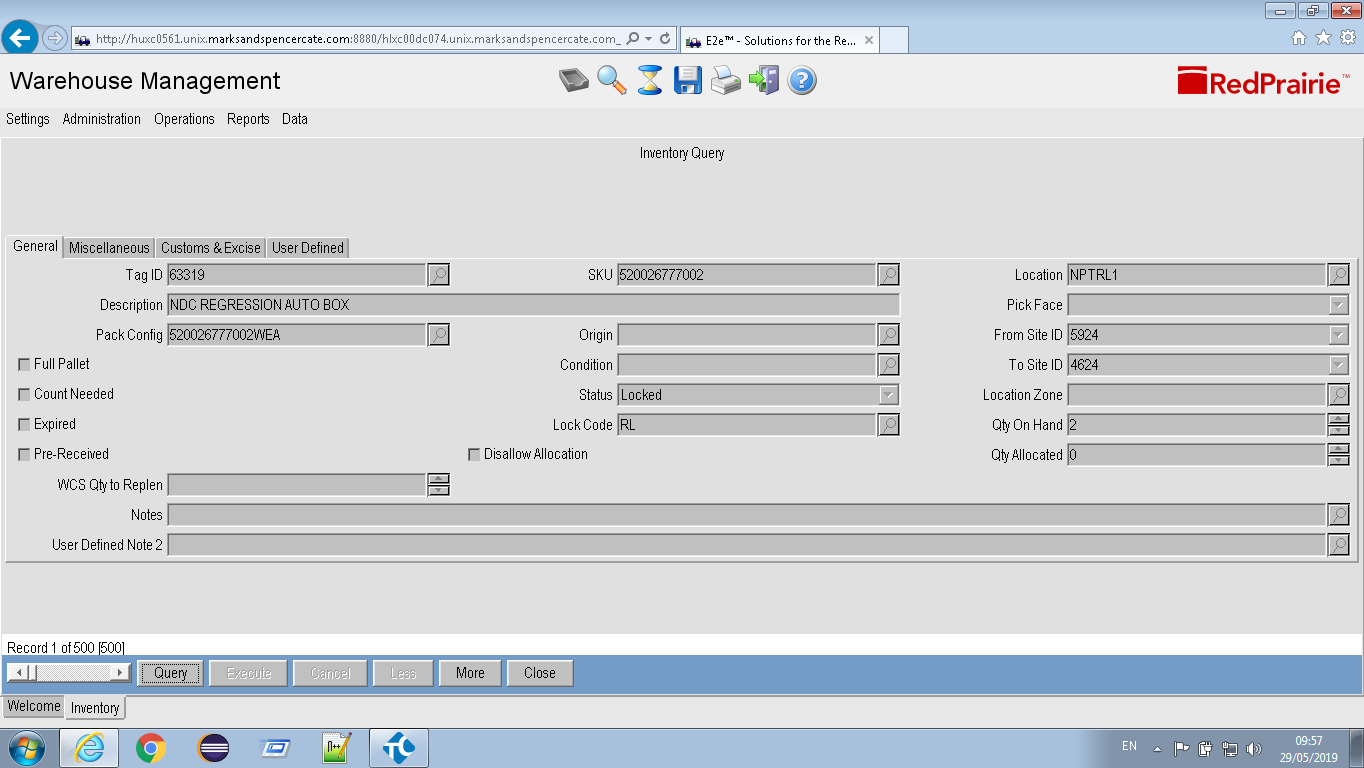 http://huxc0561.unix.marksandspencercate.com:8880/hlxc00dc074.unix.marksandspencercate.com_
E2e™ - Solutions for the Re...
Warehouse Management
RedPrairie™
Settings Administration Operations Reports Data
Inventory Query
General Miscellaneous Customs & Excise User Defined
Tag ID 63319 SKU 520026777002 Location NPTRL1
Description NDC REGRESSION AUTO BOX Pick Face
Pack Config 520026777002WEA Origin From Site ID 5924
Full Pallet Condition To Site ID 4624
Count Needed Status Locked Location Zone
Expired Lock Code RL Qty On Hand 2
Pre-Received Disallow Allocation Qty Allocated 0
WCS Qty to Replen
Notes
User Defined Note 2
Record 1 of 500 [500]
Query Execute Cancel Less More Close
Welcome Inventory
EN 09:57
29/05/2019